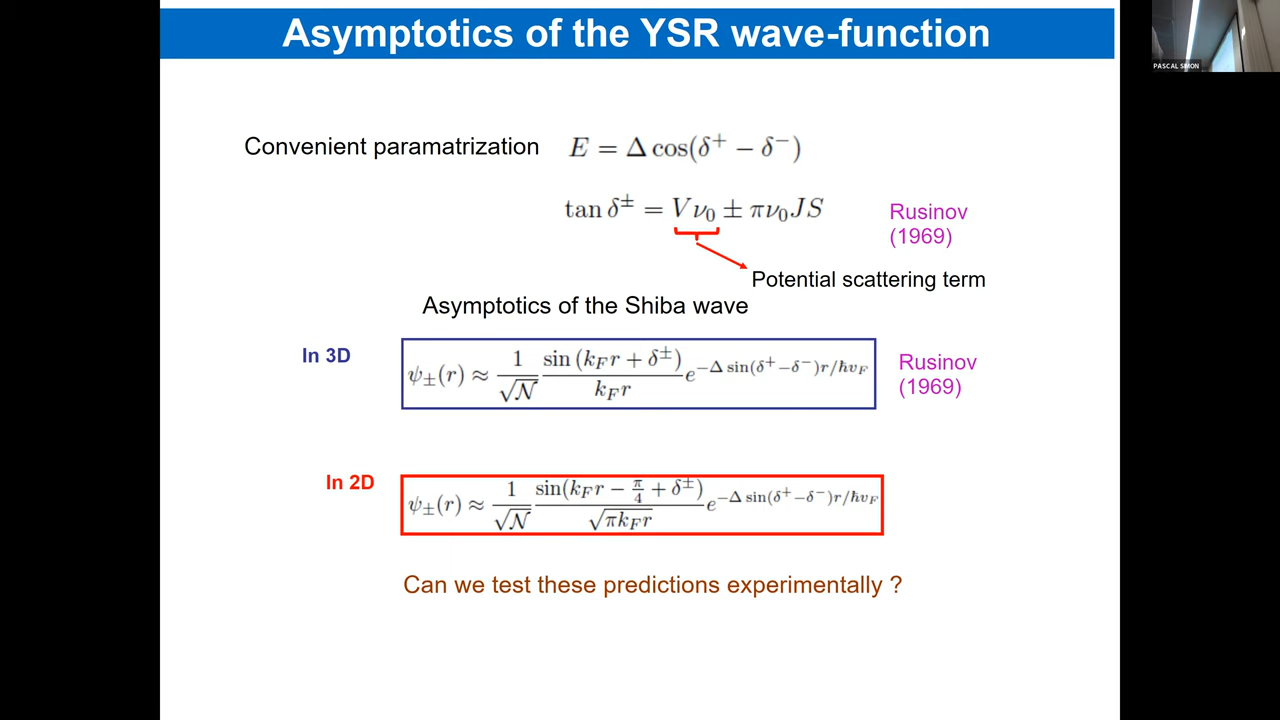 Asymptotics of the YSR wave-function
PASCAL SIMON
Convenient paramatrization E = Δ cos(δ⁺ − δ⁻)
tan δ± = Vν₀ ± πν₀JS
Rusinov
(1969)
Potential scattering term
Asymptotics of the Shiba wave
In 3D
ψ±(r) ≈ 1/√𝒩 sin (k_F r + δ±)/k_F r e^{−Δ sin(δ⁺−δ⁻)r/ħv_F}
Rusinov
(1969)
In 2D
ψ±(r) ≈ 1/√𝒩 sin(k_F r − π/4 + δ±)/√(πk_F r) e^{−Δ sin(δ⁺−δ⁻)r/ħv_F}
Can we test these predictions experimentally ?